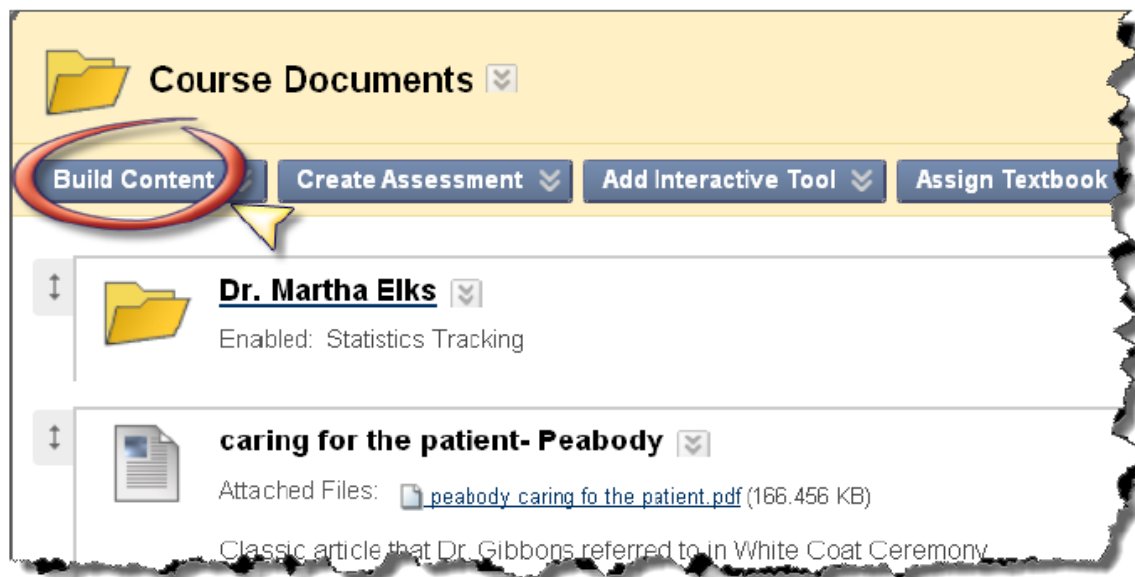 Course Documents
Build Content Create Assessment Add Interactive Tool Assign Textbook
Dr. Martha Elks
Enabled: Statistics Tracking
caring for the patient- Peabody
Attached Files: peabody caring fo the patient.pdf (166.456 KB)
Classic article that Dr. Gibbons referred to in White Coat Ceremony